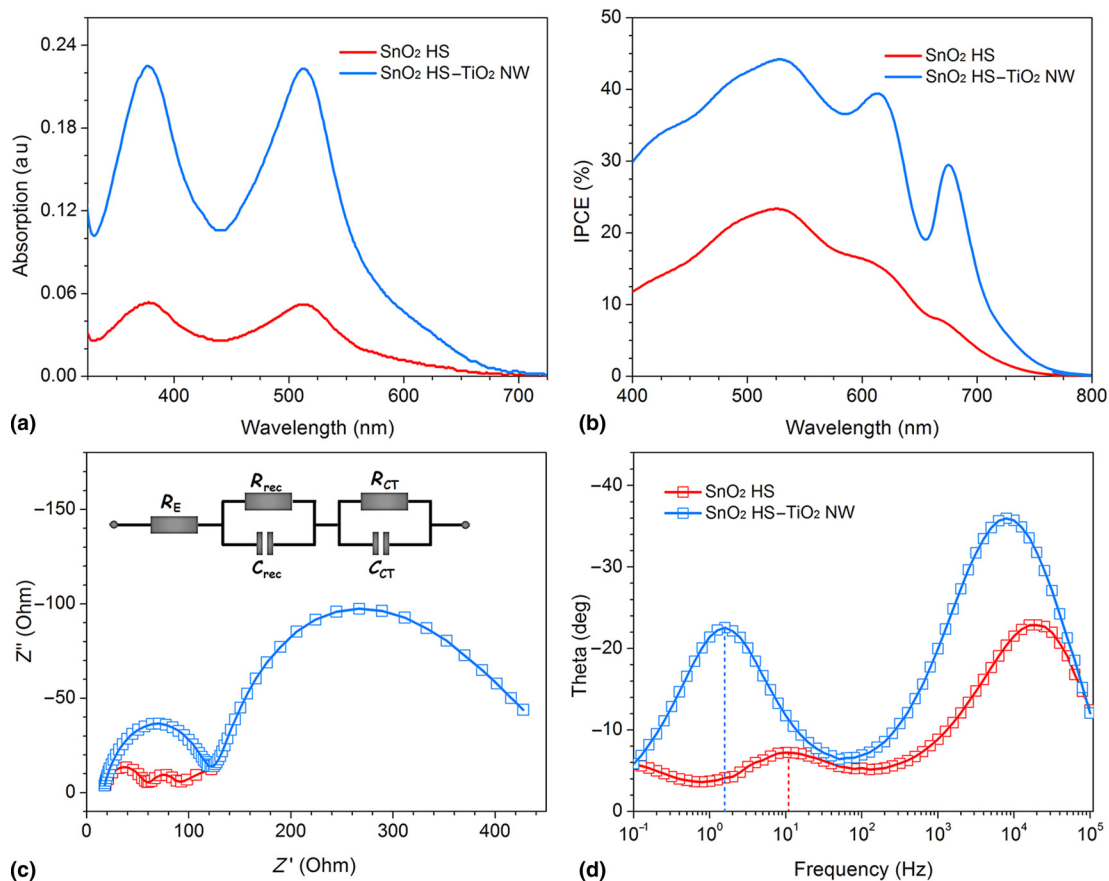 0.24
0.18
0.12
0.06
0.00
Absorption (a u)
SnO₂ HS
SnO₂ HS–TiO₂ NW
400
500
600
700
Wavelength (nm)
(a)
50
40
30
20
10
0
IPCE (%)
SnO₂ HS
SnO₂ HS–TiO₂ NW
400
500
600
700
800
Wavelength (nm)
(b)
−150
−100
−50
0
Z'' (Ohm)
R_E
R_rec
C_rec
R_CT
C_CT
0
100
200
300
400
Z' (Ohm)
(c)
−40
−30
−20
−10
0
Theta (deg)
SnO₂ HS
SnO₂ HS–TiO₂ NW
10⁻¹
10⁰
10¹
10²
10³
10⁴
10⁵
Frequency (Hz)
(d)